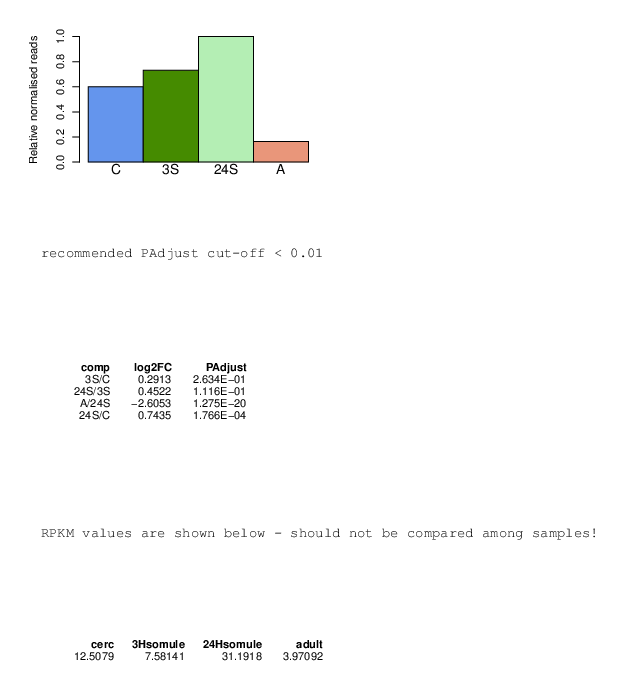 Relative normalised reads
1.0
0.8
0.6
0.4
0.2
0.0
C 3S 24S A
recommended PAdjust cut-off < 0.01
comp log2FC PAdjust
3S/C 0.2913 2.634E−01
24S/3S 0.4522 1.116E−01
A/24S −2.6053 1.275E−20
24S/C 0.7435 1.766E−04
RPKM values are shown below - should not be compared among samples!
cerc 3Hsomule 24Hsomule adult
12.5079 7.58141 31.1918 3.97092